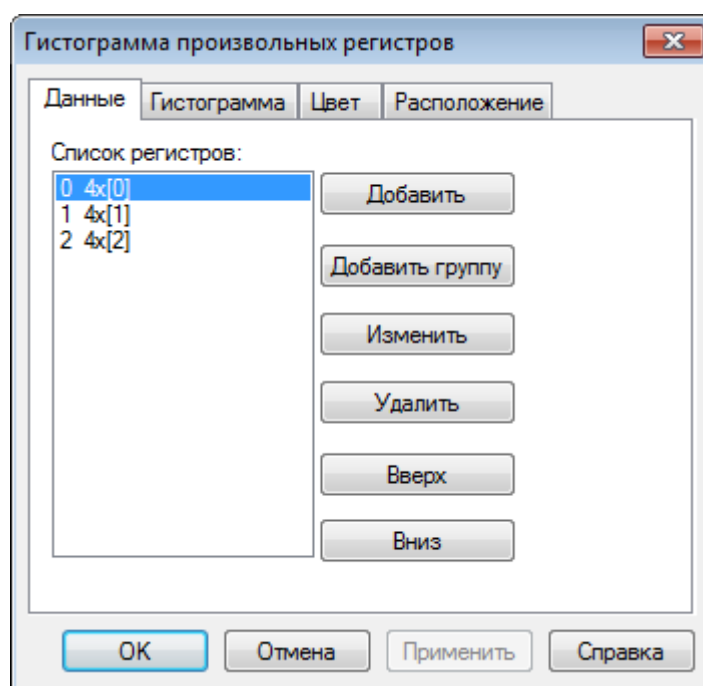 Гистограмма произвольных регистров
Данные Гистограмма Цвет Расположение
Список регистров:
0 4x[0]
1 4x[1]
2 4x[2]
Добавить
Добавить группу
Изменить
Удалить
Вверх
Вниз
OK Отмена Применить Справка